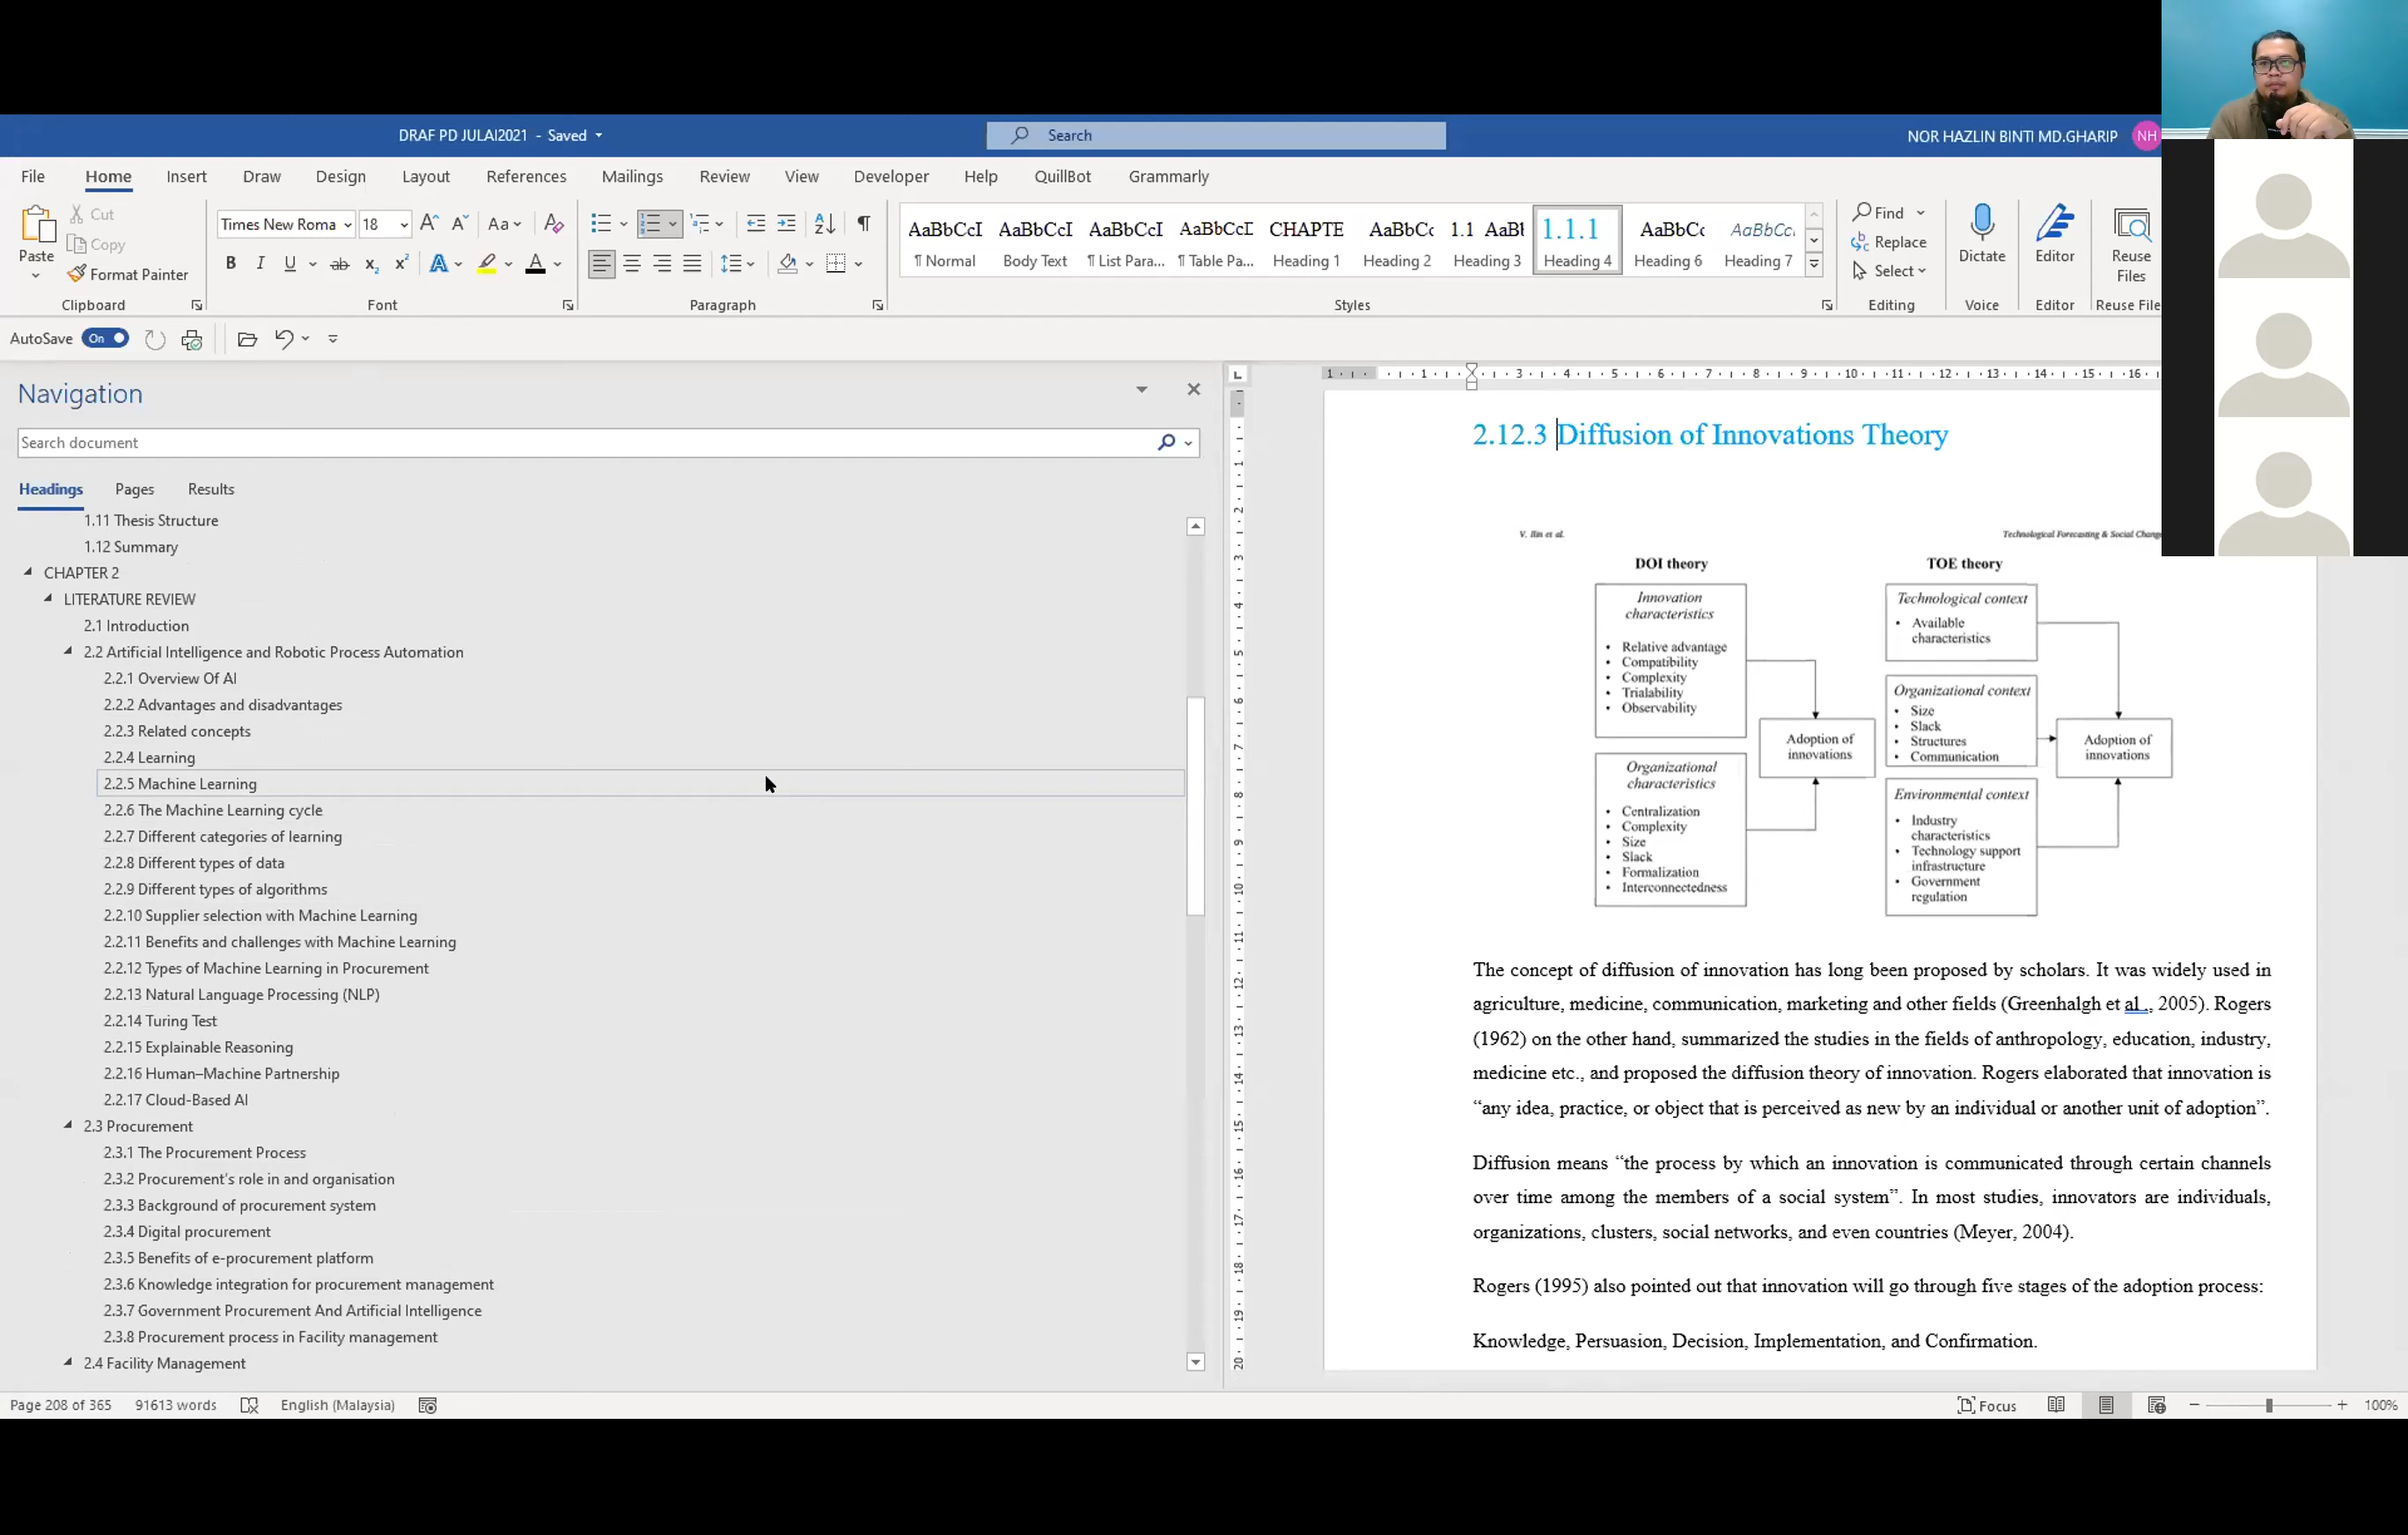 DRAF PD JULAI2021 - Saved
Search
NOR HAZLIN BINTI MD.GHARIP
NH
File Home Insert Draw Design Layout References Mailings Review View Developer Help QuillBot Grammarly
Paste
Cut
Copy
Format Painter
Clipboard
Times New Roma
18
Aa
B I U ab x₂ x²
Font
Paragraph
AaBbCcI AaBbCcI AaBbCcI AaBbCcI CHAPTE AaBbCc 1.1 AaBl 1.1.1 AaBbCc AaBbCc
¶ Normal Body Text ¶ List Para... ¶ Table Pa... Heading 1 Heading 2 Heading 3 Heading 4 Heading 6 Heading 7
Styles
Find
Replace
Select
Editing
Dictate
Voice
Editor
Editor
Reuse
Files
Reuse File
AutoSave On
Navigation
Search document
Headings Pages Results
1.11 Thesis Structure
1.12 Summary
CHAPTER 2
LITERATURE REVIEW
2.1 Introduction
2.2 Artificial Intelligence and Robotic Process Automation
2.2.1 Overview Of AI
2.2.2 Advantages and disadvantages
2.2.3 Related concepts
2.2.4 Learning
2.2.5 Machine Learning
2.2.6 The Machine Learning cycle
2.2.7 Different categories of learning
2.2.8 Different types of data
2.2.9 Different types of algorithms
2.2.10 Supplier selection with Machine Learning
2.2.11 Benefits and challenges with Machine Learning
2.2.12 Types of Machine Learning in Procurement
2.2.13 Natural Language Processing (NLP)
2.2.14 Turing Test
2.2.15 Explainable Reasoning
2.2.16 Human–Machine Partnership
2.2.17 Cloud-Based AI
2.3 Procurement
2.3.1 The Procurement Process
2.3.2 Procurement's role in and organisation
2.3.3 Background of procurement system
2.3.4 Digital procurement
2.3.5 Benefits of e-procurement platform
2.3.6 Knowledge integration for procurement management
2.3.7 Government Procurement And Artificial Intelligence
2.3.8 Procurement process in Facility management
2.4 Facility Management
2.12.3 Diffusion of Innovations Theory
V. Ilin et al.
Technological Forecasting & Social Chang
DOI theory
Innovation
characteristics
• Relative advantage
• Compatibility
• Complexity
• Trialability
• Observability
Organizational
characteristics
• Centralization
• Complexity
• Size
• Slack
• Formalization
• Interconnectedness
Adoption of
innovations
TOE theory
Technological context
• Available
characteristics
Organizational context
• Size
• Slack
• Structures
• Communication
Environmental context
• Industry
characteristics
• Technology support
infrastructure
• Government
regulation
Adoption of
innovations
The concept of diffusion of innovation has long been proposed by scholars. It was widely used in
agriculture, medicine, communication, marketing and other fields (Greenhalgh et al ., 2005). Rogers
(1962) on the other hand, summarized the studies in the fields of anthropology, education, industry,
medicine etc., and proposed the diffusion theory of innovation. Rogers elaborated that innovation is
“any idea, practice, or object that is perceived as new by an individual or another unit of adoption”.
Diffusion means “the process by which an innovation is communicated through certain channels
over time among the members of a social system”. In most studies, innovators are individuals,
organizations, clusters, social networks, and even countries (Meyer, 2004).
Rogers (1995) also pointed out that innovation will go through five stages of the adoption process:
Knowledge, Persuasion, Decision, Implementation, and Confirmation.
Page 208 of 365 91613 words English (Malaysia) Focus 100%